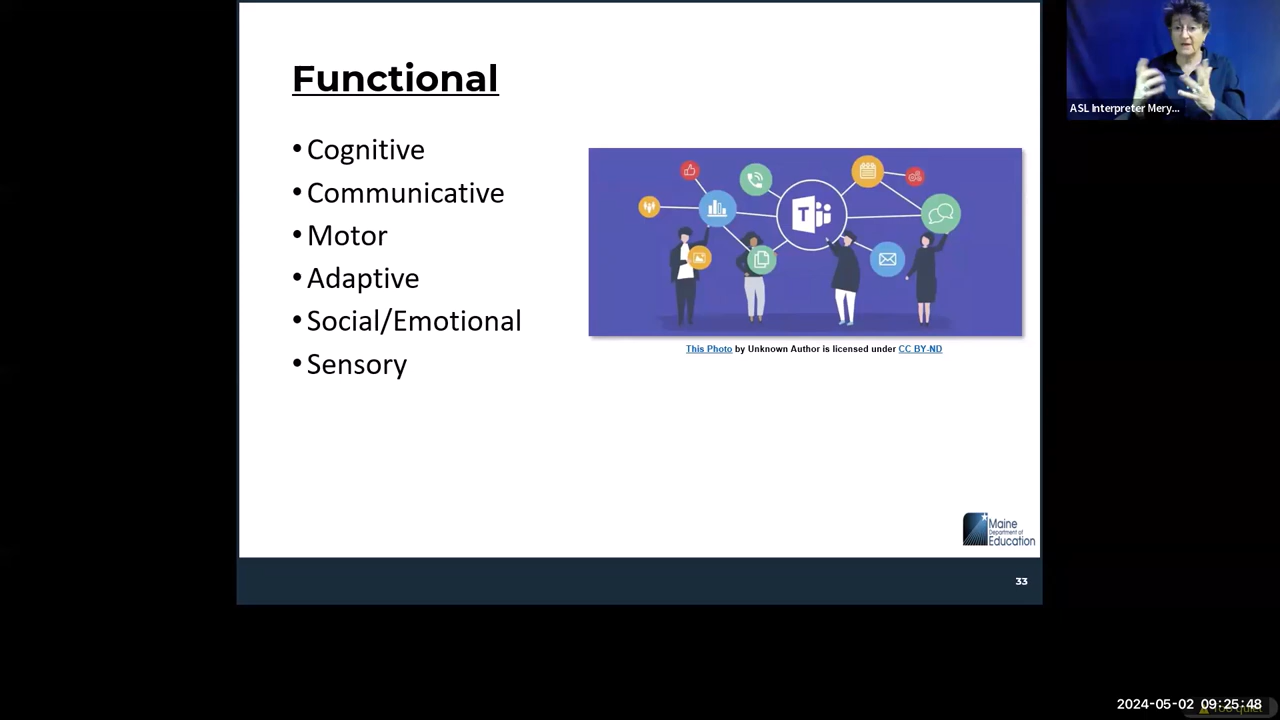 Functional
• Cognitive
• Communicative
• Motor
• Adaptive
• Social/Emotional
• Sensory
T
This Photo by Unknown Author is licensed under CC BY-ND
Maine
Department of
Education
33
ASL Interpreter Mery...
2024-05-02 09:25:48